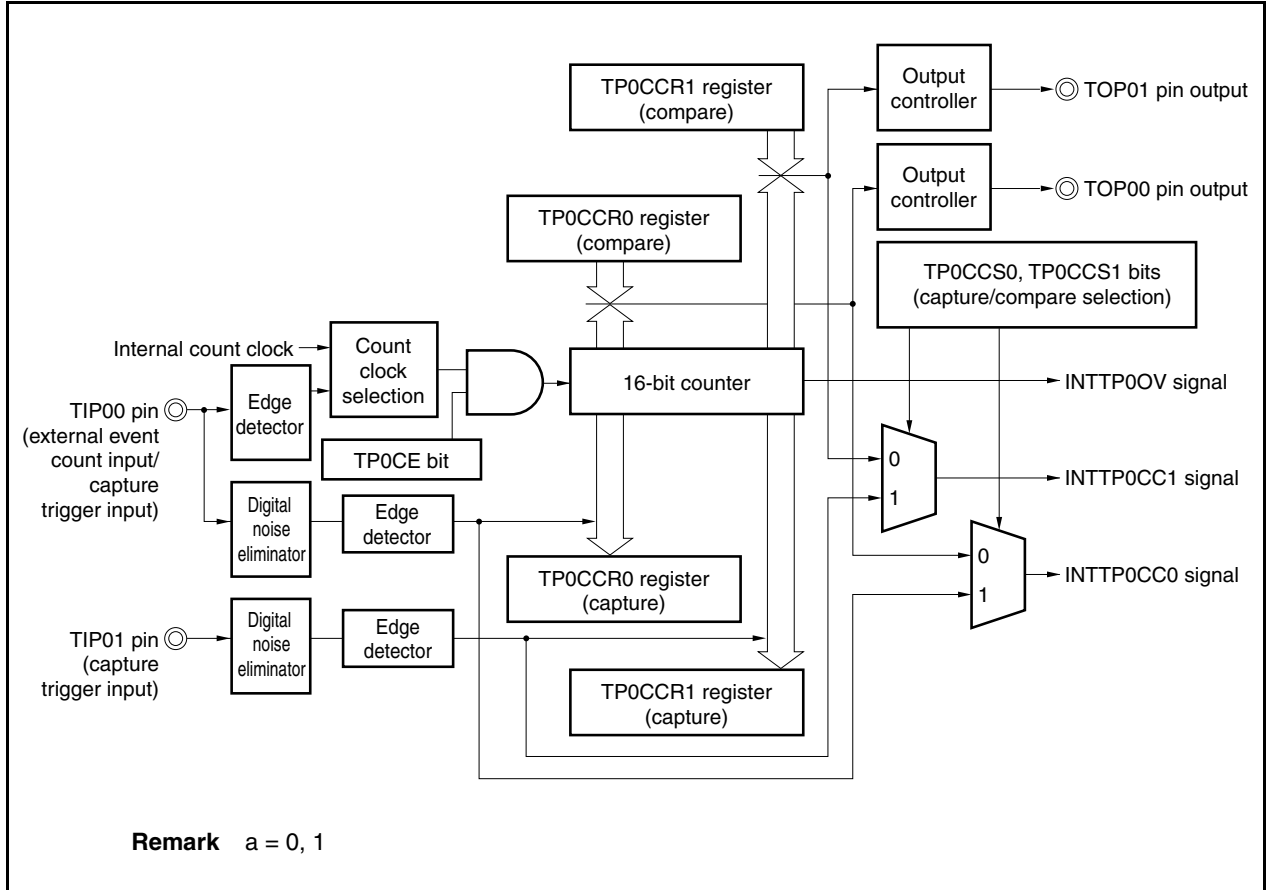 TP0CCR1 register
(compare)
Output
controller
TOP01 pin output
Output
controller
TOP00 pin output
TP0CCR0 register
(compare)
TP0CCS0, TP0CCS1 bits
(capture/compare selection)
Internal count clock
Count
clock
selection
16-bit counter
INTTP0OV signal
TIP00 pin
(external event
count input/
capture
trigger input)
Edge
detector
TP0CE bit
0
1
INTTP0CC1 signal
Digital
noise
eliminator
Edge
detector
TP0CCR0 register
(capture)
0
1
INTTP0CC0 signal
TIP01 pin
(capture
trigger input)
Digital
noise
eliminator
Edge
detector
TP0CCR1 register
(capture)
Remark a = 0, 1